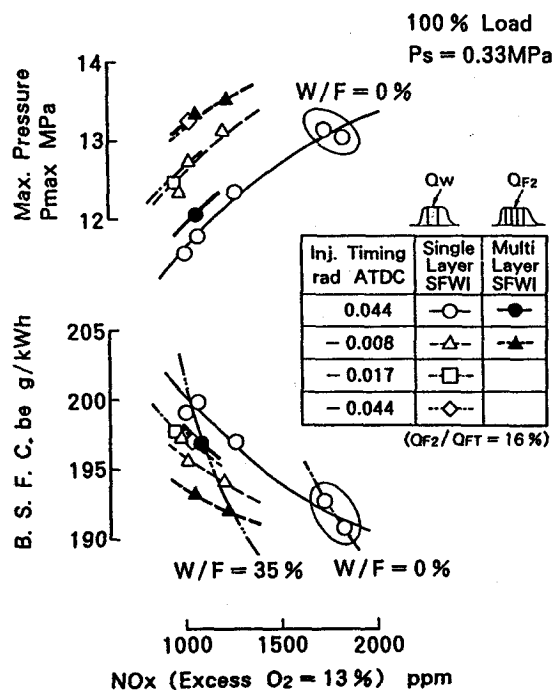 100% Load
Ps = 0.33MPa
Max. Pressure
Pmax MPa
14
13
12
W/F = 0%
Qw
QF2
Inj. Timing
rad ATDC
Single
Layer
SFWI
Multi
Layer
SFWI
0.044
− 0.008
− 0.017
− 0.044
(QF2/QFT = 16%)
B. S. F. C. be g/kWh
205
200
195
190
W/F = 35%
W/F = 0%
1000
1500
2000
NOx (Excess O2 = 13%) ppm